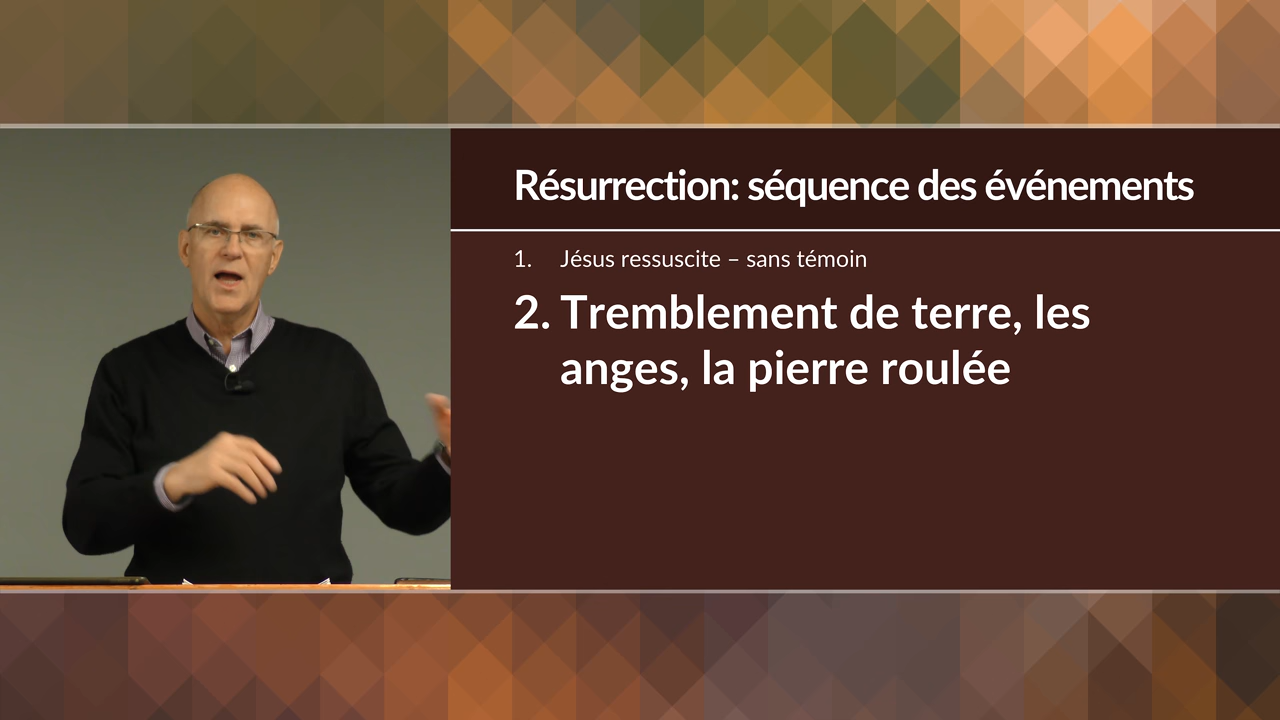 Résurrection: séquence des événements
1. Jésus ressuscite – sans témoin
2. Tremblement de terre, les
anges, la pierre roulée